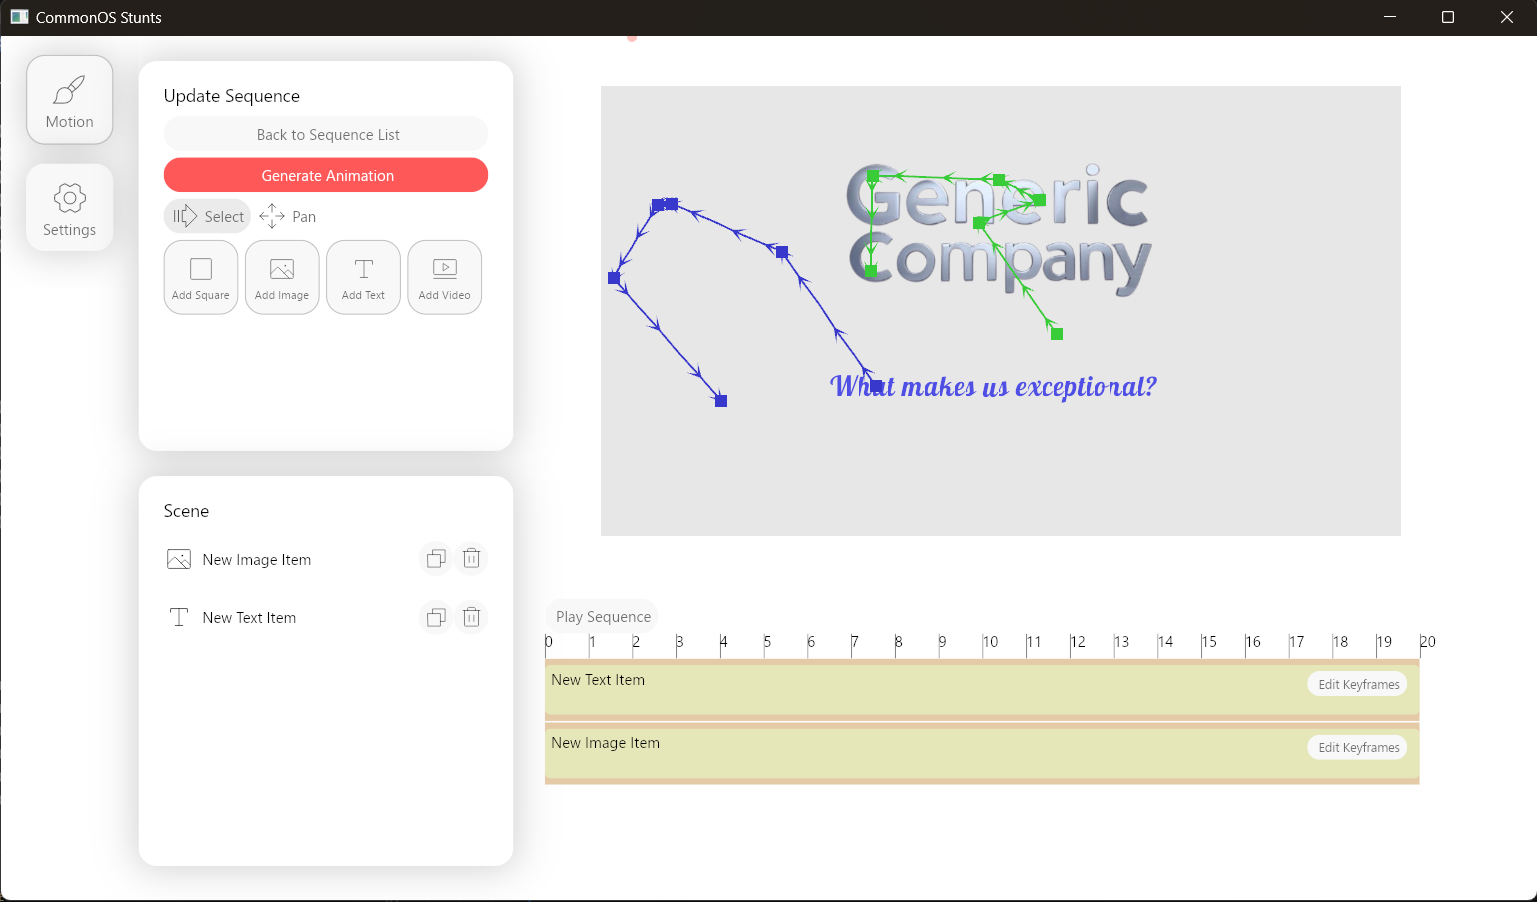 CommonOS Stunts
Motion
Settings
Update Sequence
Back to Sequence List
Generate Animation
Select
Pan
Add Square
Add Image
Add Text
Add Video
Scene
New Image Item
New Text Item
Generic
Company
What makes us exceptional?
Play Sequence
0 1 2 3 4 5 6 7 8 9 10 11 12 13 14 15 16 17 18 19 20
New Text Item
Edit Keyframes
New Image Item
Edit Keyframes